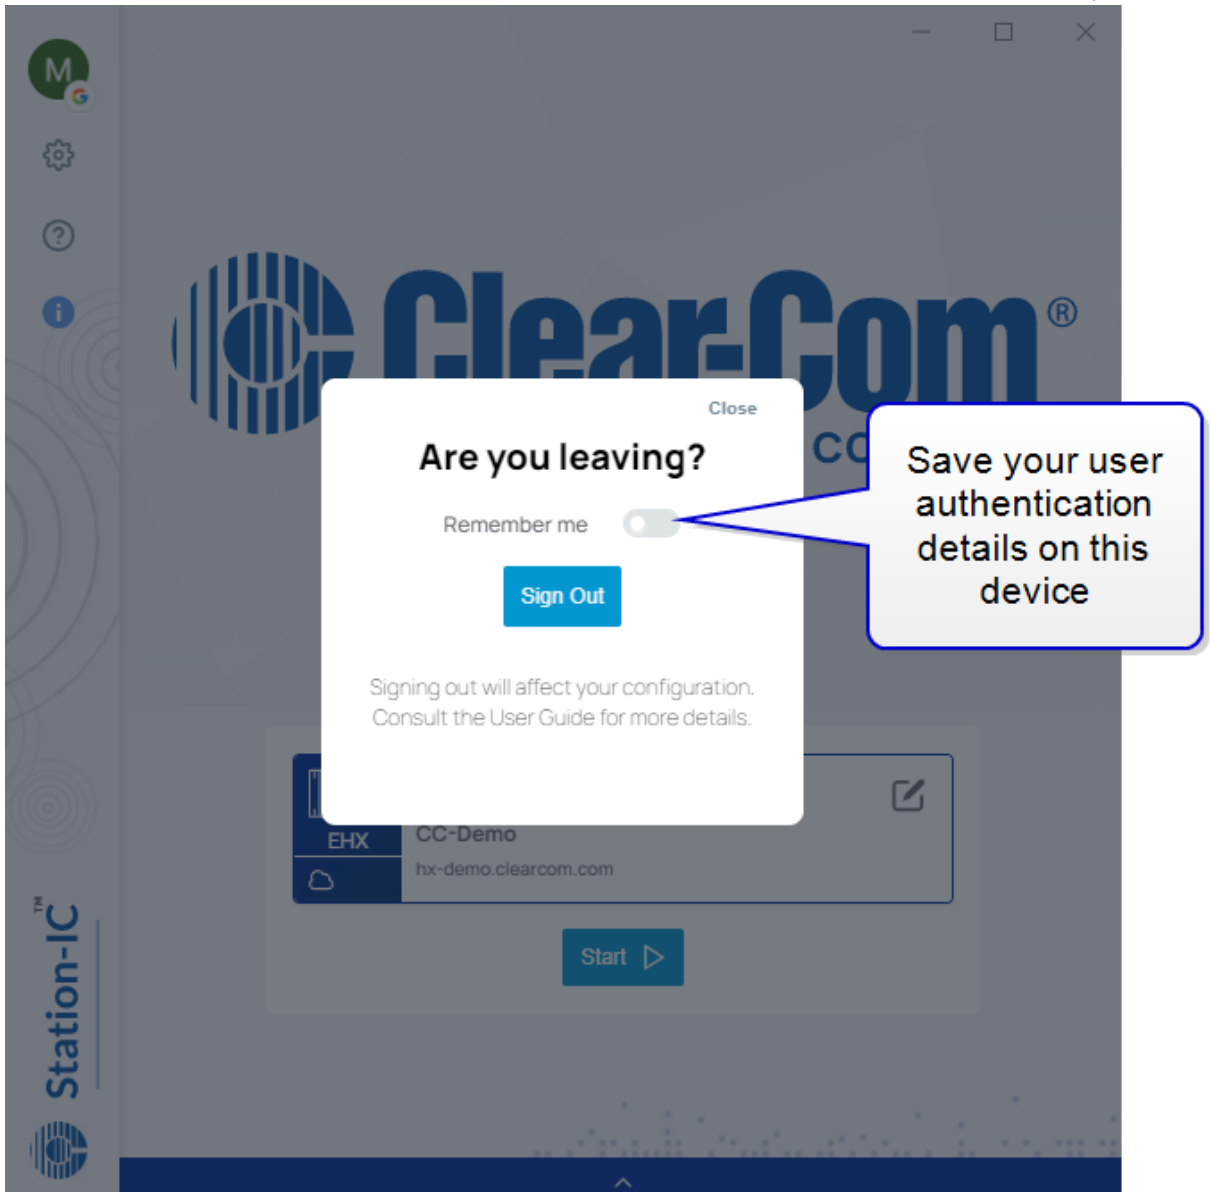 M
G
i
Clear-Com®
CO
Close
Are you leaving?
Remember me
Sign Out
Signing out will affect your configuration.
Consult the User Guide for more details.
Save your user
authentication
details on this
device
EHX
CC-Demo
hx-demo.clearcom.com
Start
Station-IC™